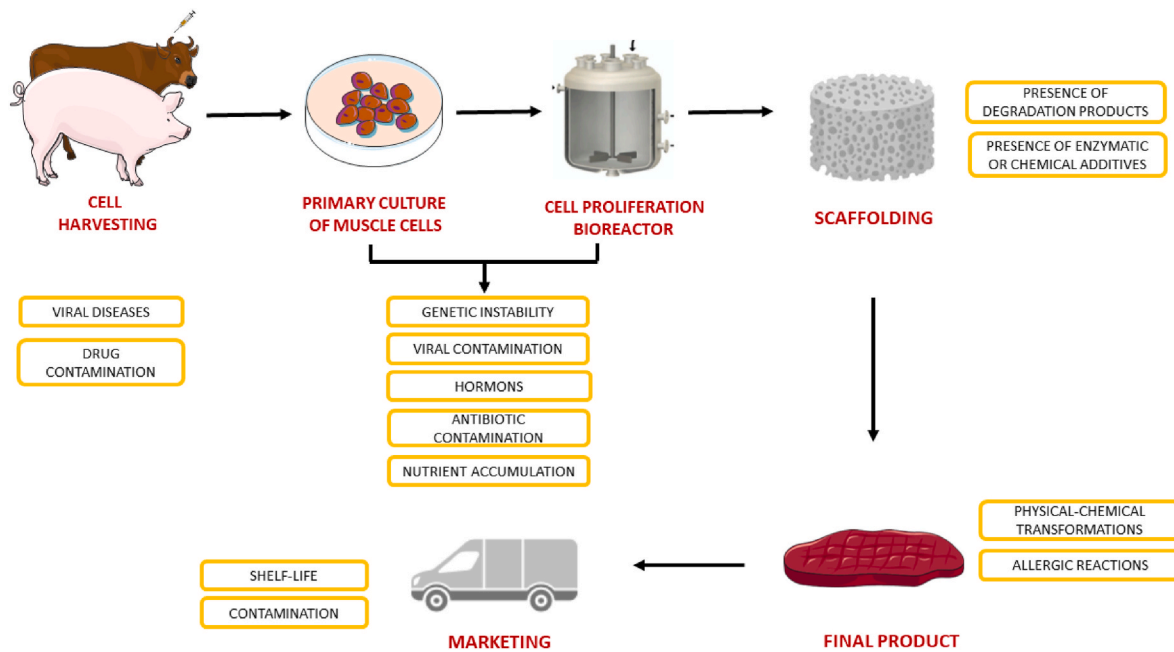 CELL
HARVESTING
PRIMARY CULTURE
OF MUSCLE CELLS
CELL PROLIFERATION
BIOREACTOR
SCAFFOLDING
PRESENCE OF
DEGRADATION PRODUCTS
PRESENCE OF ENZYMATIC
OR CHEMICAL ADDITIVES
VIRAL DISEASES
DRUG
CONTAMINATION
GENETIC INSTABILITY
VIRAL CONTAMINATION
HORMONS
ANTIBIOTIC
CONTAMINATION
NUTRIENT ACCUMULATION
PHYSICAL-CHEMICAL
TRANSFORMATIONS
ALLERGIC REACTIONS
FINAL PRODUCT
SHELF-LIFE
CONTAMINATION
MARKETING